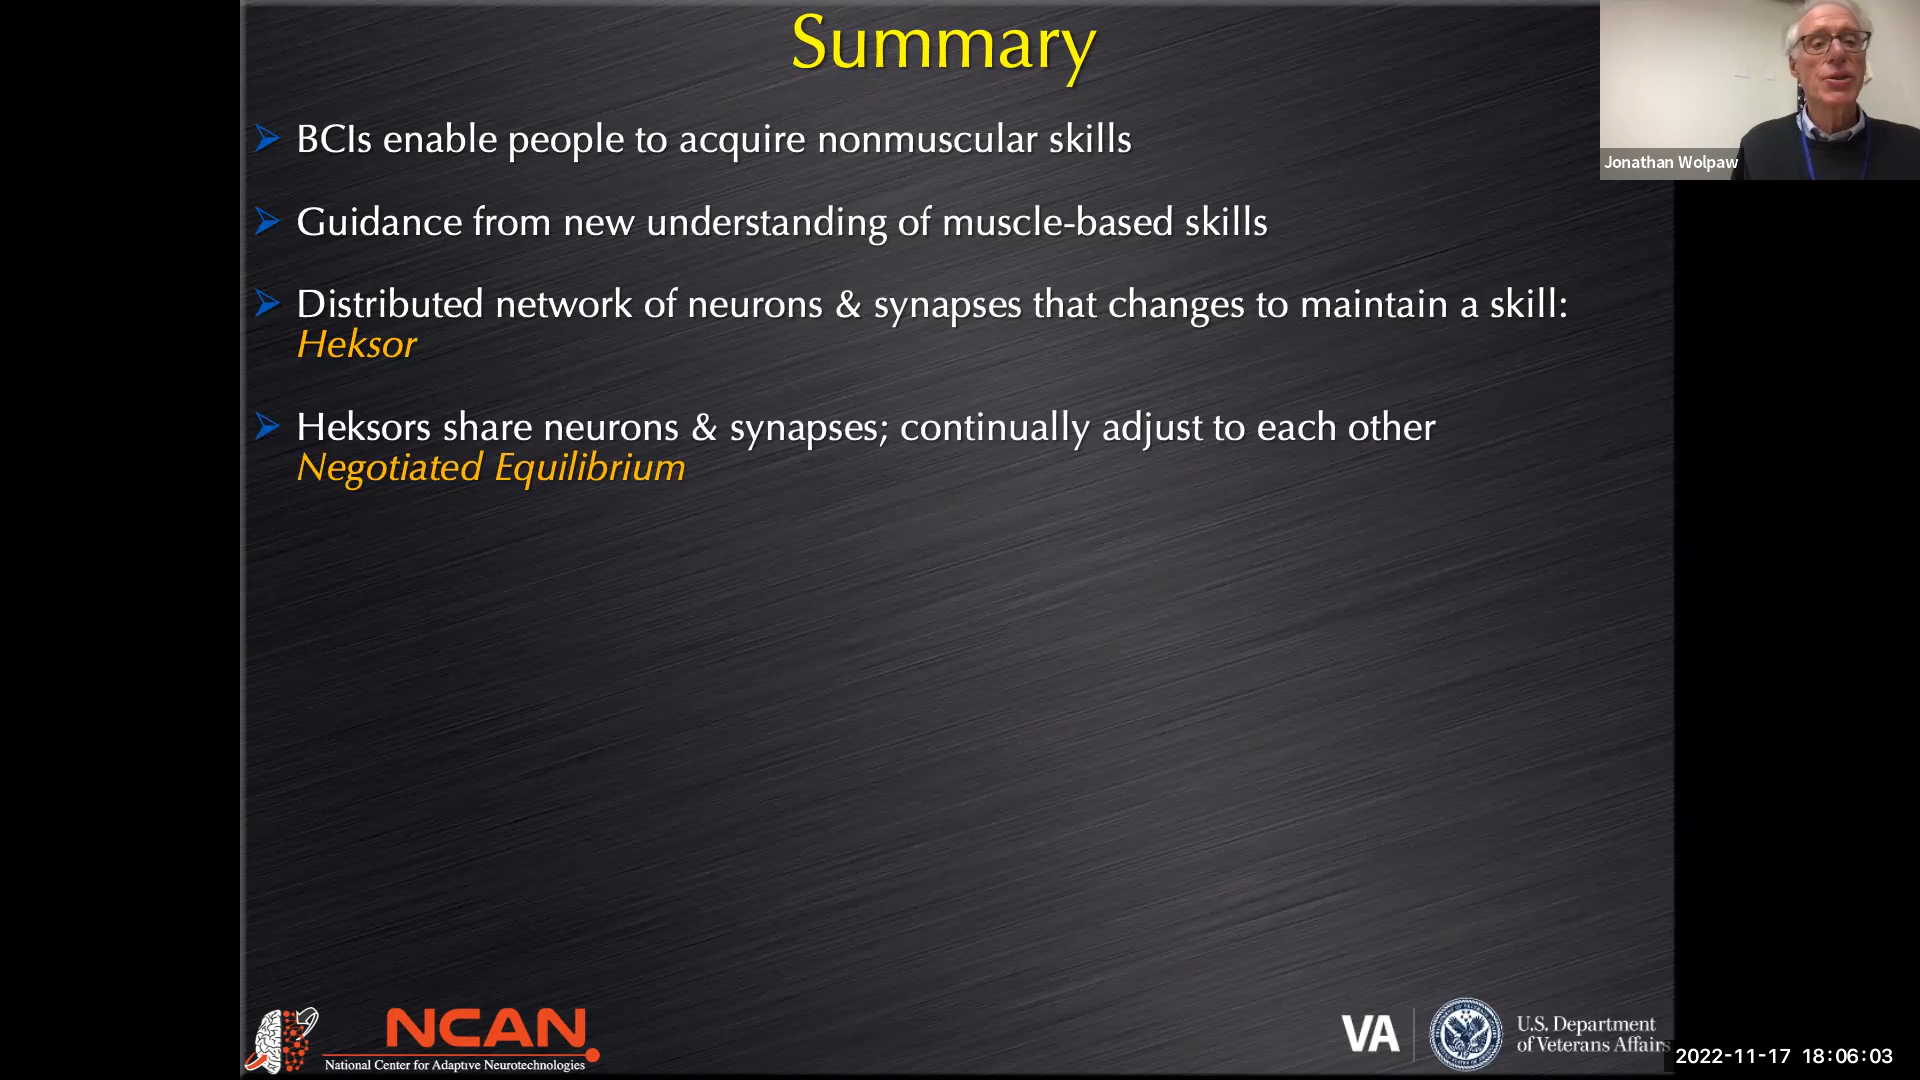 Summary
BCIs enable people to acquire nonmuscular skills
Guidance from new understanding of muscle-based skills
Distributed network of neurons & synapses that changes to maintain a skill:
Heksor
Heksors share neurons & synapses; continually adjust to each other
Negotiated Equilibrium
Jonathan Wolpaw
NCAN
National Center for Adaptive Neurotechnologies
VA
U.S. Department
of Veterans Affairs
2022-11-17 18:06:03